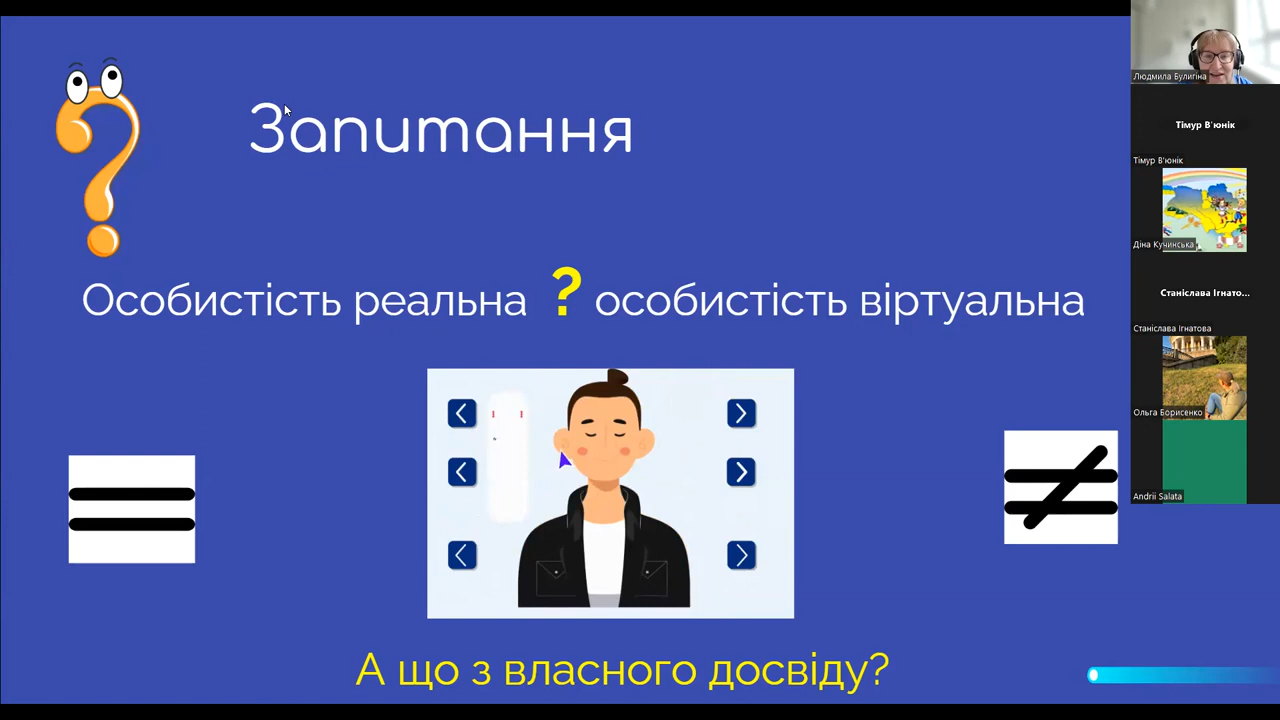 Запитання
Особистість реальна ? особистість віртуальна
А що з власного досвіду?
Людмила Булигіна
Тімур В'юнік
Тімур В'юнік
Діна Кучинська
Станіслава Ігнато...
Станіслава Ігнатова
Ольга Борисенко
Andrii Salata